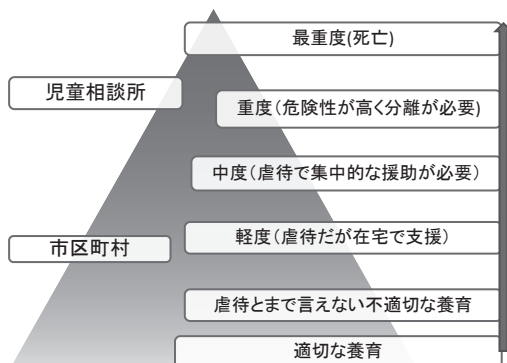 最重度(死亡)
児童相談所
重度（危険性が高く分離が必要)
中度（虐待で集中的な援助が必要）
軽度（虐待だが在宅で支援）
市区町村
虐待とまで言えない不適切な養育
適切な養育